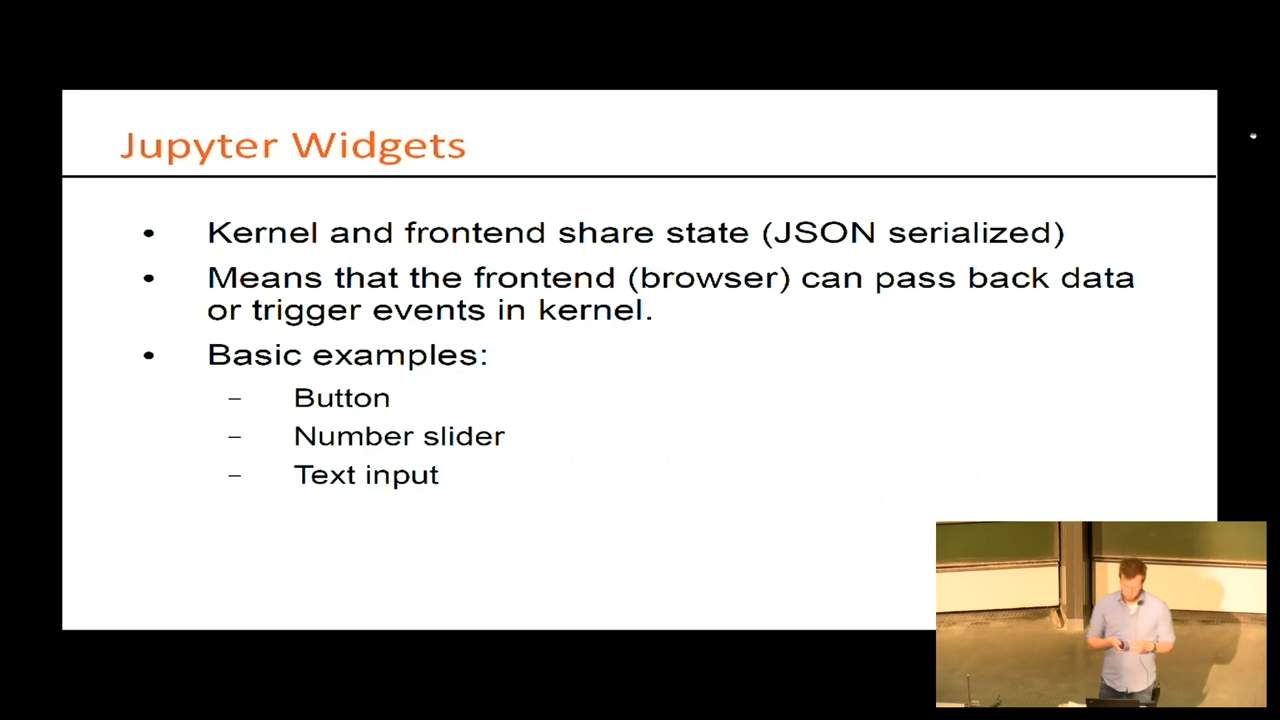 Jupyter Widgets
• Kernel and frontend share state (JSON serialized)
• Means that the frontend (browser) can pass back data
or trigger events in kernel.
• Basic examples:
– Button
– Number slider
– Text input